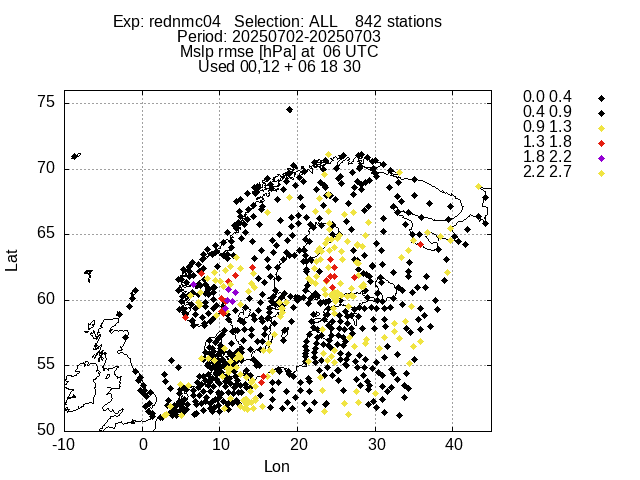 Exp: rednmc04   Selection: ALL    842 stations
Period: 20250702-20250703
Mslp rmse [hPa] at  06 UTC
Used 00,12 + 06 18 30
0.0 0.4
0.4 0.9
0.9 1.3
1.3 1.8
1.8 2.2
2.2 2.7
75
70
65
60
55
50
Lat
-10 0 10 20 30 40
Lon